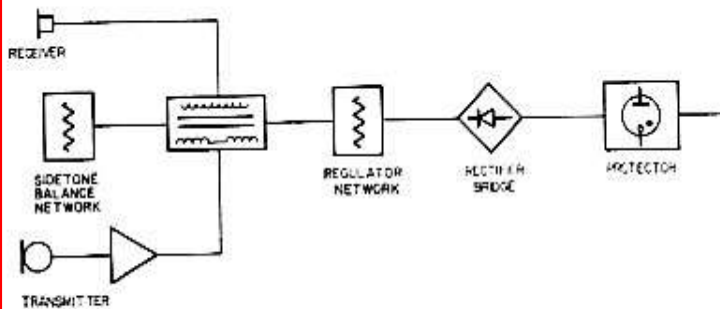 RECEIVER
SIDETONE
BALANCE
NETWORK
REGULATOR
NETWORK
RECTIFIER
BRIDGE
PROTECTOR
TRANSMITTER